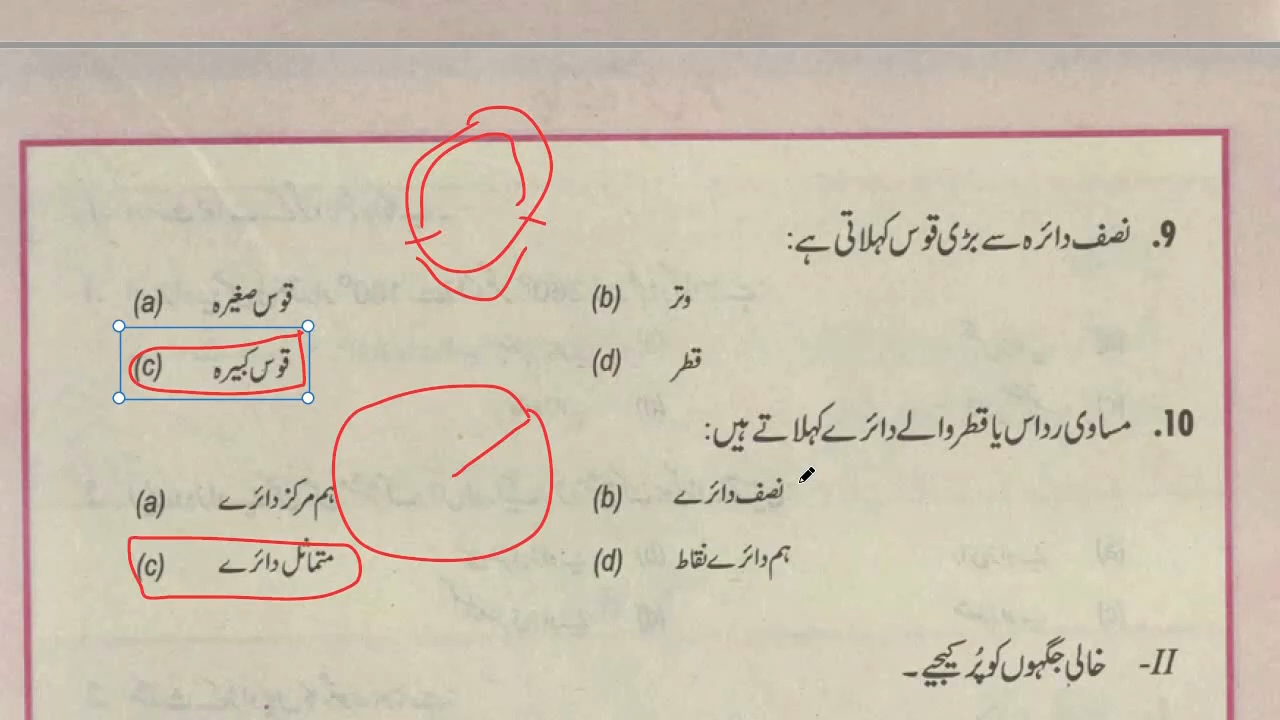 9. نصف دائرہ سے بڑی قوس کہلاتی ہے:
(a) قوس صغیرہ (b) وتر
(c) قوس کبیرہ (d) قطر
10. مساوی رداس یا قطر والے دائرے کہلاتے ہیں:
(a) ہم مرکز دائرے (b) نصف دائرے
(c) متماثل دائرے (d) ہم دائرے نقاط
II- خالی جگہوں کو پُر کیجیے۔